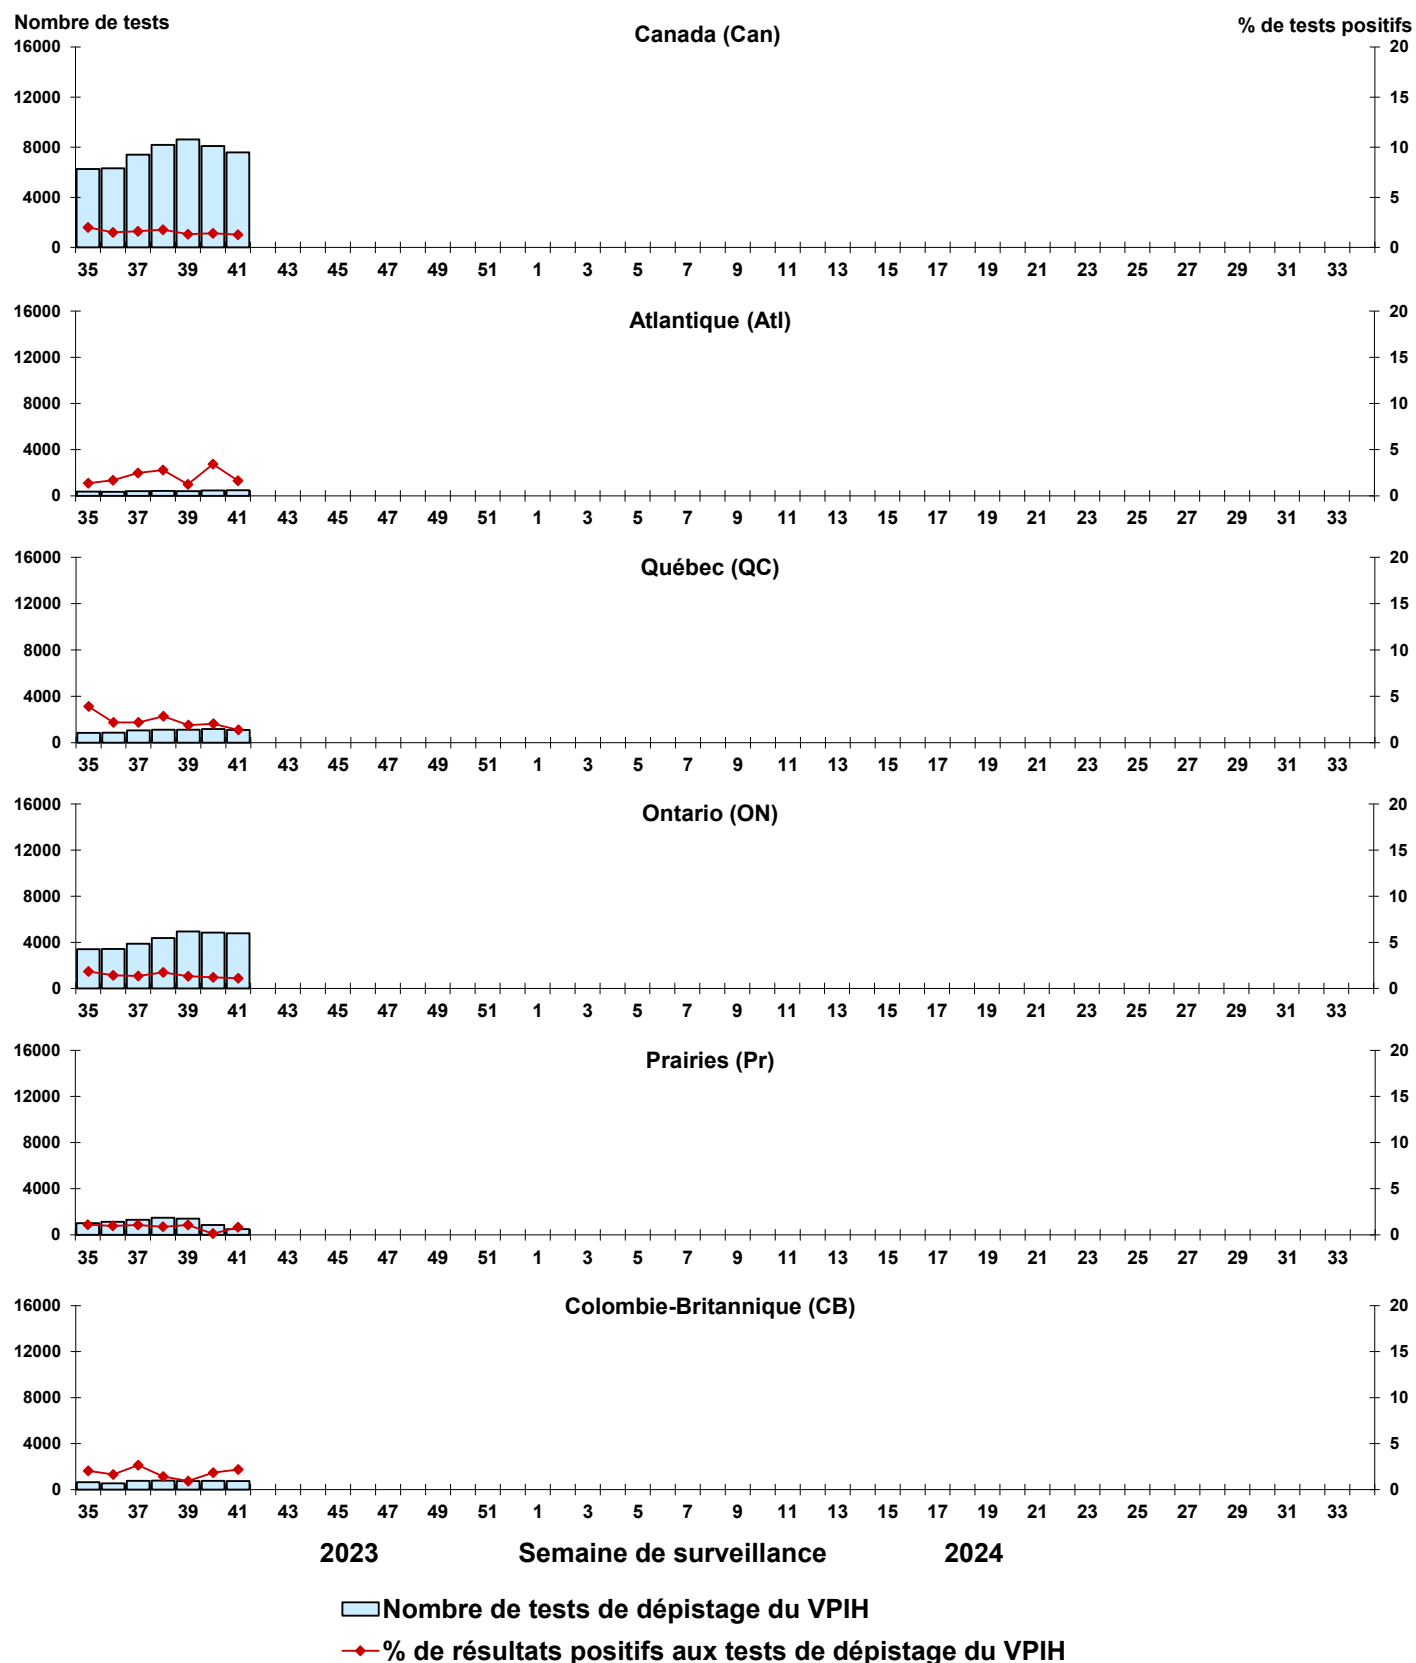 Nombre de tests
% de tests positifs
Canada (Can)
16000 20
12000 15
8000 10
4000 5
0 0
35 37 39 41 43 45 47 49 51 1 3 5 7 9 11 13 15 17 19 21 23 25 27 29 31 33
Atlantique (Atl)
16000 20
12000 15
8000 10
4000 5
0 0
35 37 39 41 43 45 47 49 51 1 3 5 7 9 11 13 15 17 19 21 23 25 27 29 31 33
Québec (QC)
16000 20
12000 15
8000 10
4000 5
0 0
35 37 39 41 43 45 47 49 51 1 3 5 7 9 11 13 15 17 19 21 23 25 27 29 31 33
Ontario (ON)
16000 20
12000 15
8000 10
4000 5
0 0
35 37 39 41 43 45 47 49 51 1 3 5 7 9 11 13 15 17 19 21 23 25 27 29 31 33
Prairies (Pr)
16000 20
12000 15
8000 10
4000 5
0 0
35 37 39 41 43 45 47 49 51 1 3 5 7 9 11 13 15 17 19 21 23 25 27 29 31 33
Colombie-Britannique (CB)
16000 20
12000 15
8000 10
4000 5
0 0
35 37 39 41 43 45 47 49 51 1 3 5 7 9 11 13 15 17 19 21 23 25 27 29 31 33
2023 Semaine de surveillance 2024
Nombre de tests de dépistage du VPIH
% de résultats positifs aux tests de dépistage du VPIH